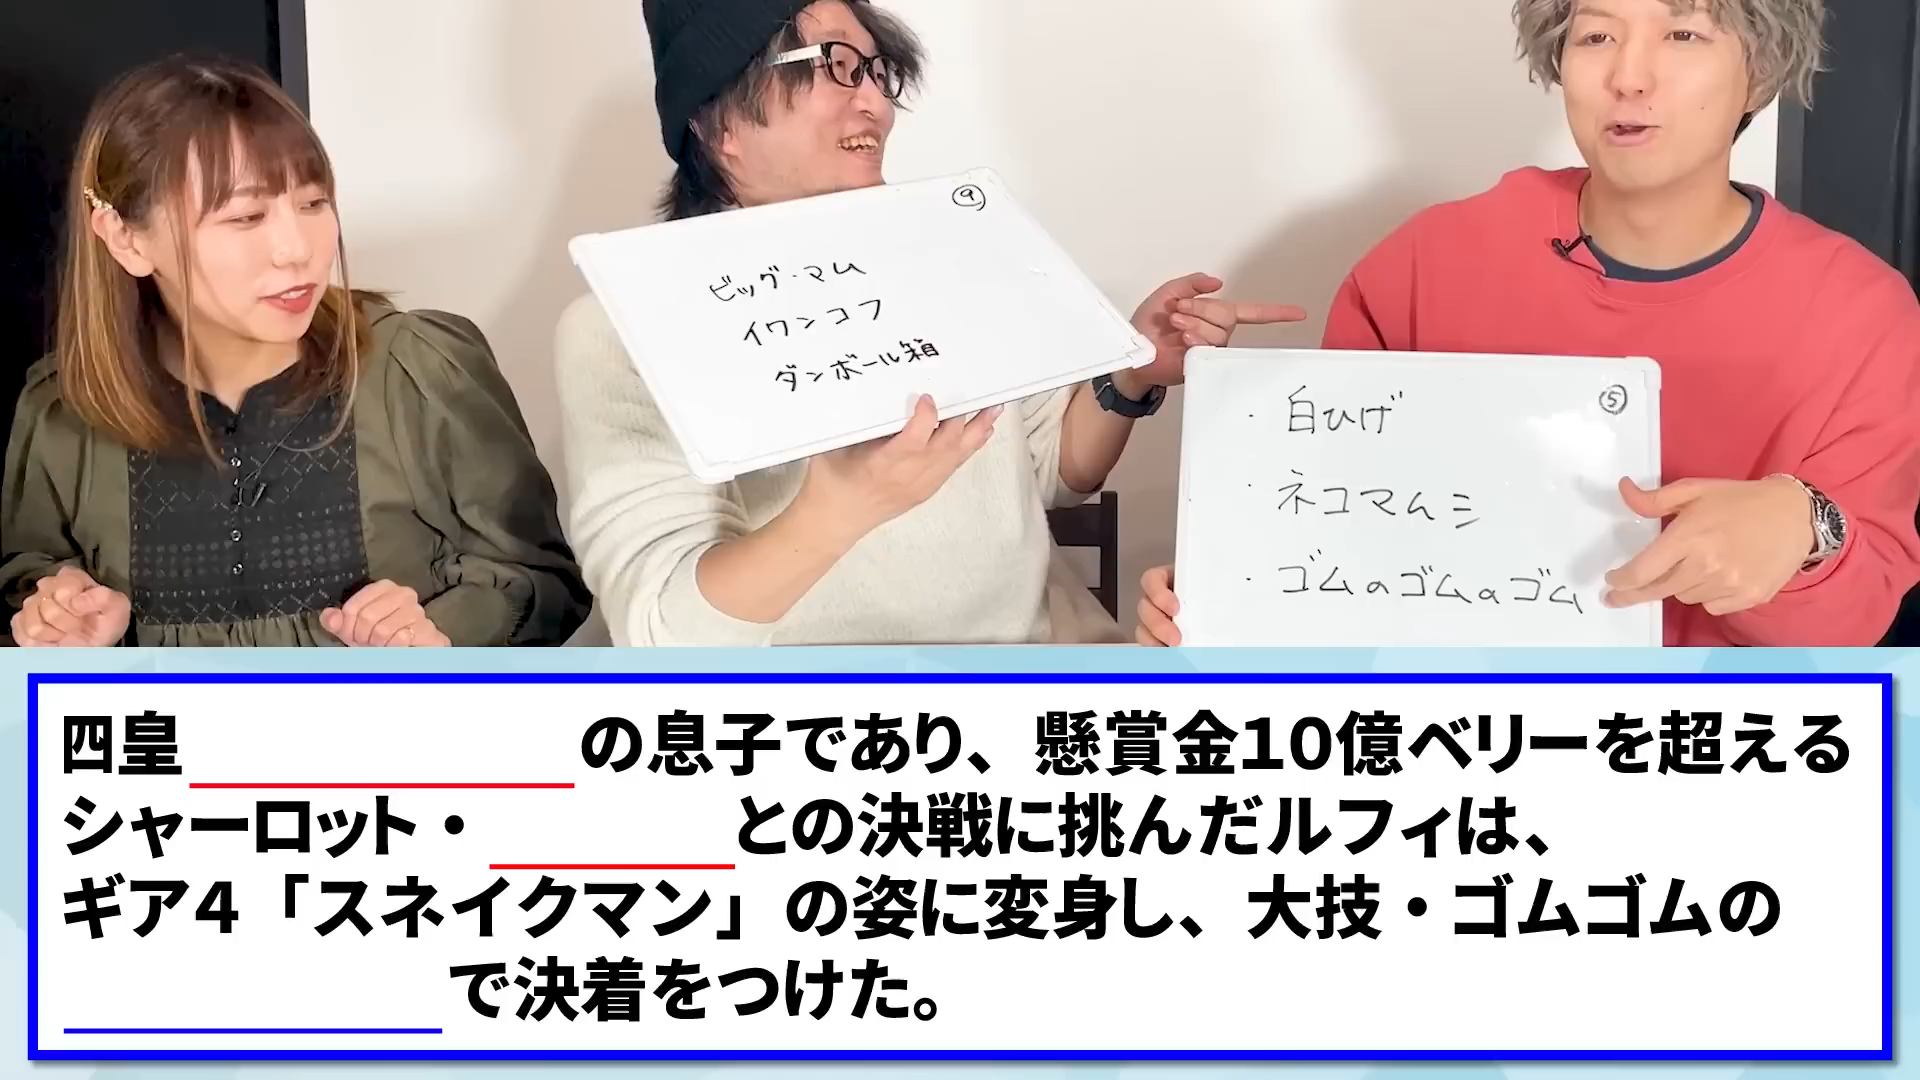 ⑨
ビッグ・マム
イワンコフ
ダンボール箱
⑤
・白ひげ
・ネコマムシ
・ゴムのゴムのゴム
四皇＿＿＿＿＿＿の息子であり、懸賞金10億ベリーを超える
シャーロット・＿＿＿＿との決戦に挑んだルフィは、
ギア4「スネイクマン」の姿に変身し、大技・ゴムゴムの
＿＿＿＿＿＿で決着をつけた。